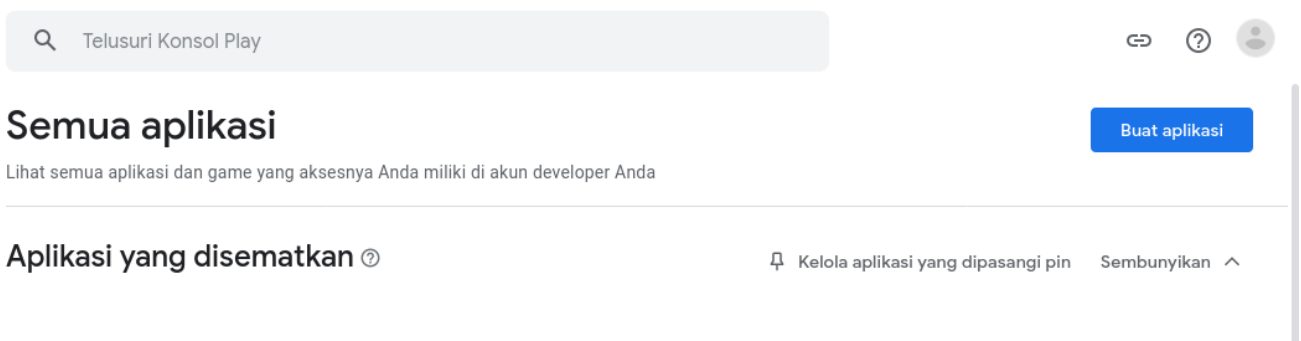 Telusuri Konsol Play
Semua aplikasi
Buat aplikasi
Lihat semua aplikasi dan game yang aksesnya Anda miliki di akun developer Anda
Aplikasi yang disematkan
Kelola aplikasi yang dipasangi pin
Sembunyikan